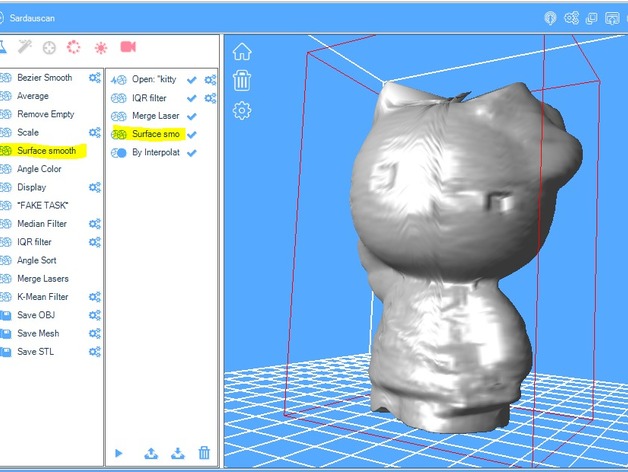 Sardauscan
Bezier Smooth
Average
Remove Empty
Scale
Surface smooth
Angle Color
Display
*FAKE TASK*
Median Filter
IQR filter
Angle Sort
Merge Lasers
K-Mean Filter
Save OBJ
Save Mesh
Save STL
Open: "kitty
IQR filter
Merge Laser
Surface smo
By Interpolat